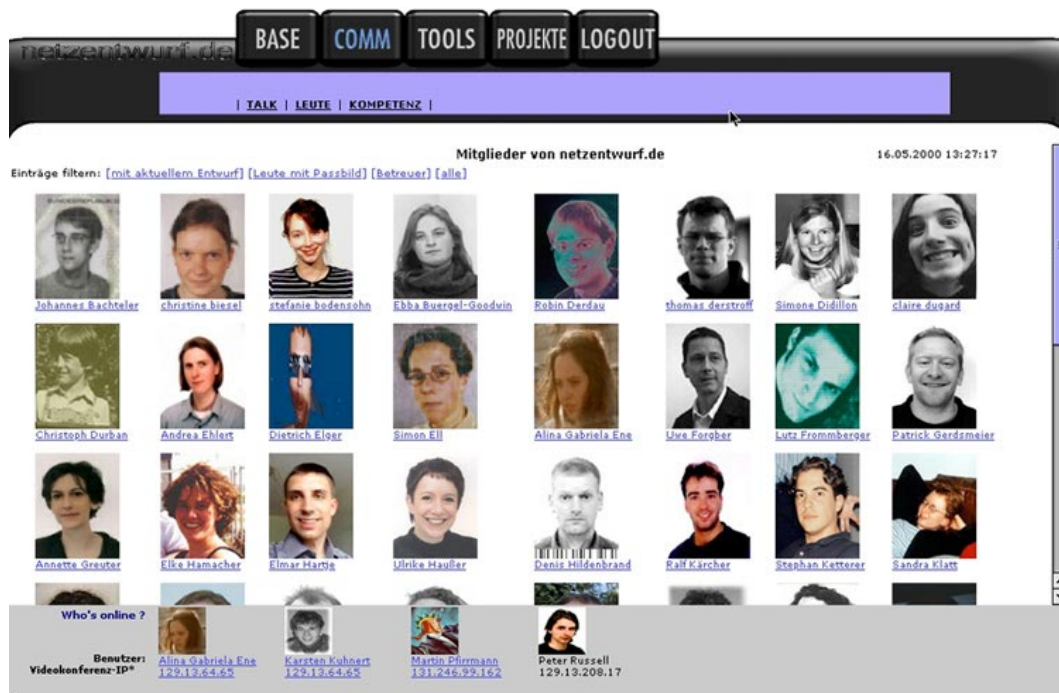 BASE COMM TOOLS PROJEKTE LOGOUT
netzentwurf.de
| TALK | LEUTE | KOMPETENZ |
Mitglieder von netzentwurf.de 16.05.2000 13:27:17
Einträge filtern: [mit aktuellem Entwurf] [Leute mit Passbild] [Betreuer] [alle]
Johannes Bachteler christine biesel stefanie bodensohn Ebba Buergel-Goodwin Robin Derdau thomas derstroff Simone Didillon claire dugard
Christoph Durban Andrea Ehlert Dietrich Elger Simon Ell Alina Gabriela Ene Uwe Forgber Lutz Frommberger Patrick Gerdsmeier
Annette Greuter Elke Hamacher Elmar Hartje Ulrike Haußer Denis Hildenbrand Ralf Kärcher Stephan Ketterer Sandra Klatt
Who's online ?
Benutzer: Alina Gabriela Ene Karsten Kuhnert Martin Pfirrmann Peter Russell
Videokonferenz-IP* 129.13.64.65 129.13.64.65 131.246.99.162 129.13.208.17